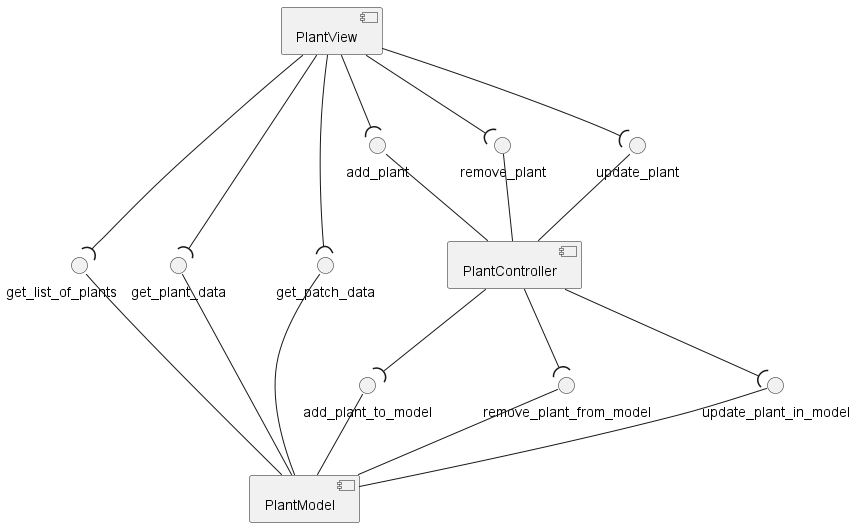 PlantView
add_plant
remove_plant
update_plant
PlantController
get_list_of_plants
get_plant_data
get_patch_data
add_plant_to_model
remove_plant_from_model
update_plant_in_model
PlantModel